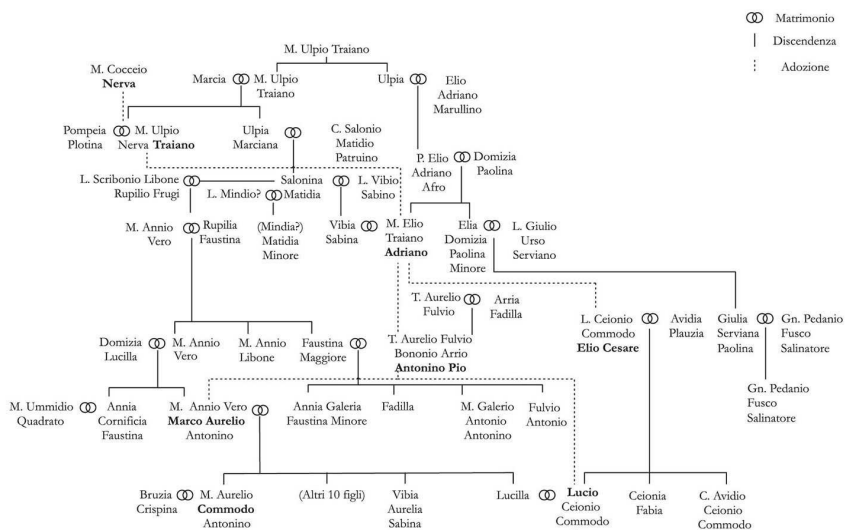 Matrimonio
Discendenza
Adozione
M. Ulpio Traiano
M. Cocceio
Nerva
Marcia
M. Ulpio
Traiano
Ulpia
Elio
Adriano
Marullino
Pompeia
Plotina
M. Ulpio
Nerva Traiano
Ulpia
Marciana
C. Salonio
Matidio
Patruino
P. Elio
Adriano
Afro
Domizia
Paolina
L. Scribonio Libone
Rupilio Frugi
L. Mindio?
Salonina
Matidia
L. Vibio
Sabino
M. Annio
Vero
Rupilia
Faustina
(Mindia?)
Matidia
Minore
Vibia
Sabina
M. Elio
Traiano
Adriano
Elia
Domizia
Paolina
Minore
L. Giulio
Urso
Serviano
T. Aurelio
Fulvio
Arria
Fadilla
Domizia
Lucilla
M. Annio
Vero
M. Annio
Libone
Faustina
Maggiore
T. Aurelio Fulvio
Bononio Arrio
Antonino Pio
L. Ceionio
Commodo
Elio Cesare
Avidia
Plauzia
Giulia
Serviana
Paolina
Gn. Pedanio
Fusco
Salinatore
Gn. Pedanio
Fusco
Salinatore
M. Ummidio
Quadrato
Annia
Cornificia
Faustina
M. Annio Vero
Marco Aurelio
Antonino
Annia Galeria
Faustina Minore
Fadilla
M. Galerio
Antonio
Antonino
Fulvio
Antonio
Bruzia
Crispina
M. Aurelio
Commodo
Antonino
(Altri 10 figli)
Vibia
Aurelia
Sabina
Lucilla
Lucio
Ceionio
Commodo
Ceionia
Fabia
C. Avidio
Ceionio
Commodo